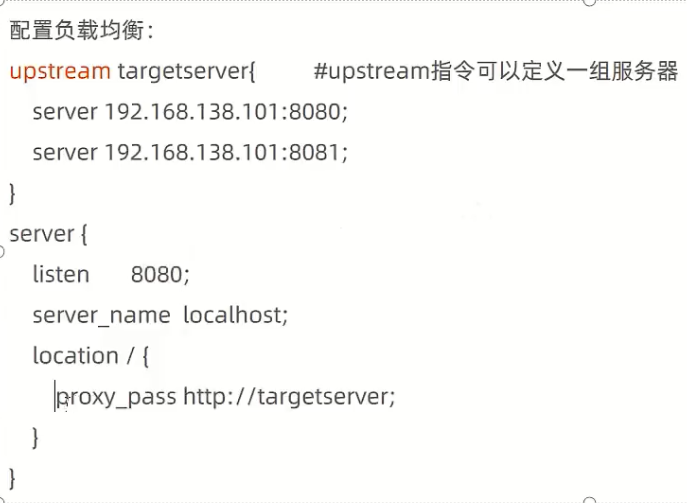 配置负载均衡：
upstream targetserver{ #upstream指令可以定义一组服务器
server 192.168.138.101:8080;
server 192.168.138.101:8081;
}
server {
listen 8080;
server_name localhost;
location / {
proxy_pass http://targetserver;
}
}